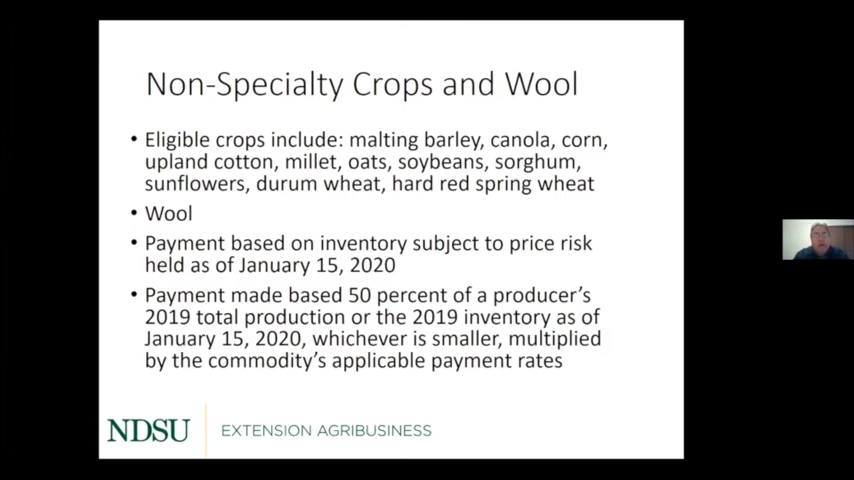 Non-Specialty Crops and Wool
• Eligible crops include: malting barley, canola, corn,
upland cotton, millet, oats, soybeans, sorghum,
sunflowers, durum wheat, hard red spring wheat
• Wool
• Payment based on inventory subject to price risk
held as of January 15, 2020
• Payment made based 50 percent of a producer's
2019 total production or the 2019 inventory as of
January 15, 2020, whichever is smaller, multiplied
by the commodity's applicable payment rates
NDSU EXTENSION AGRIBUSINESS